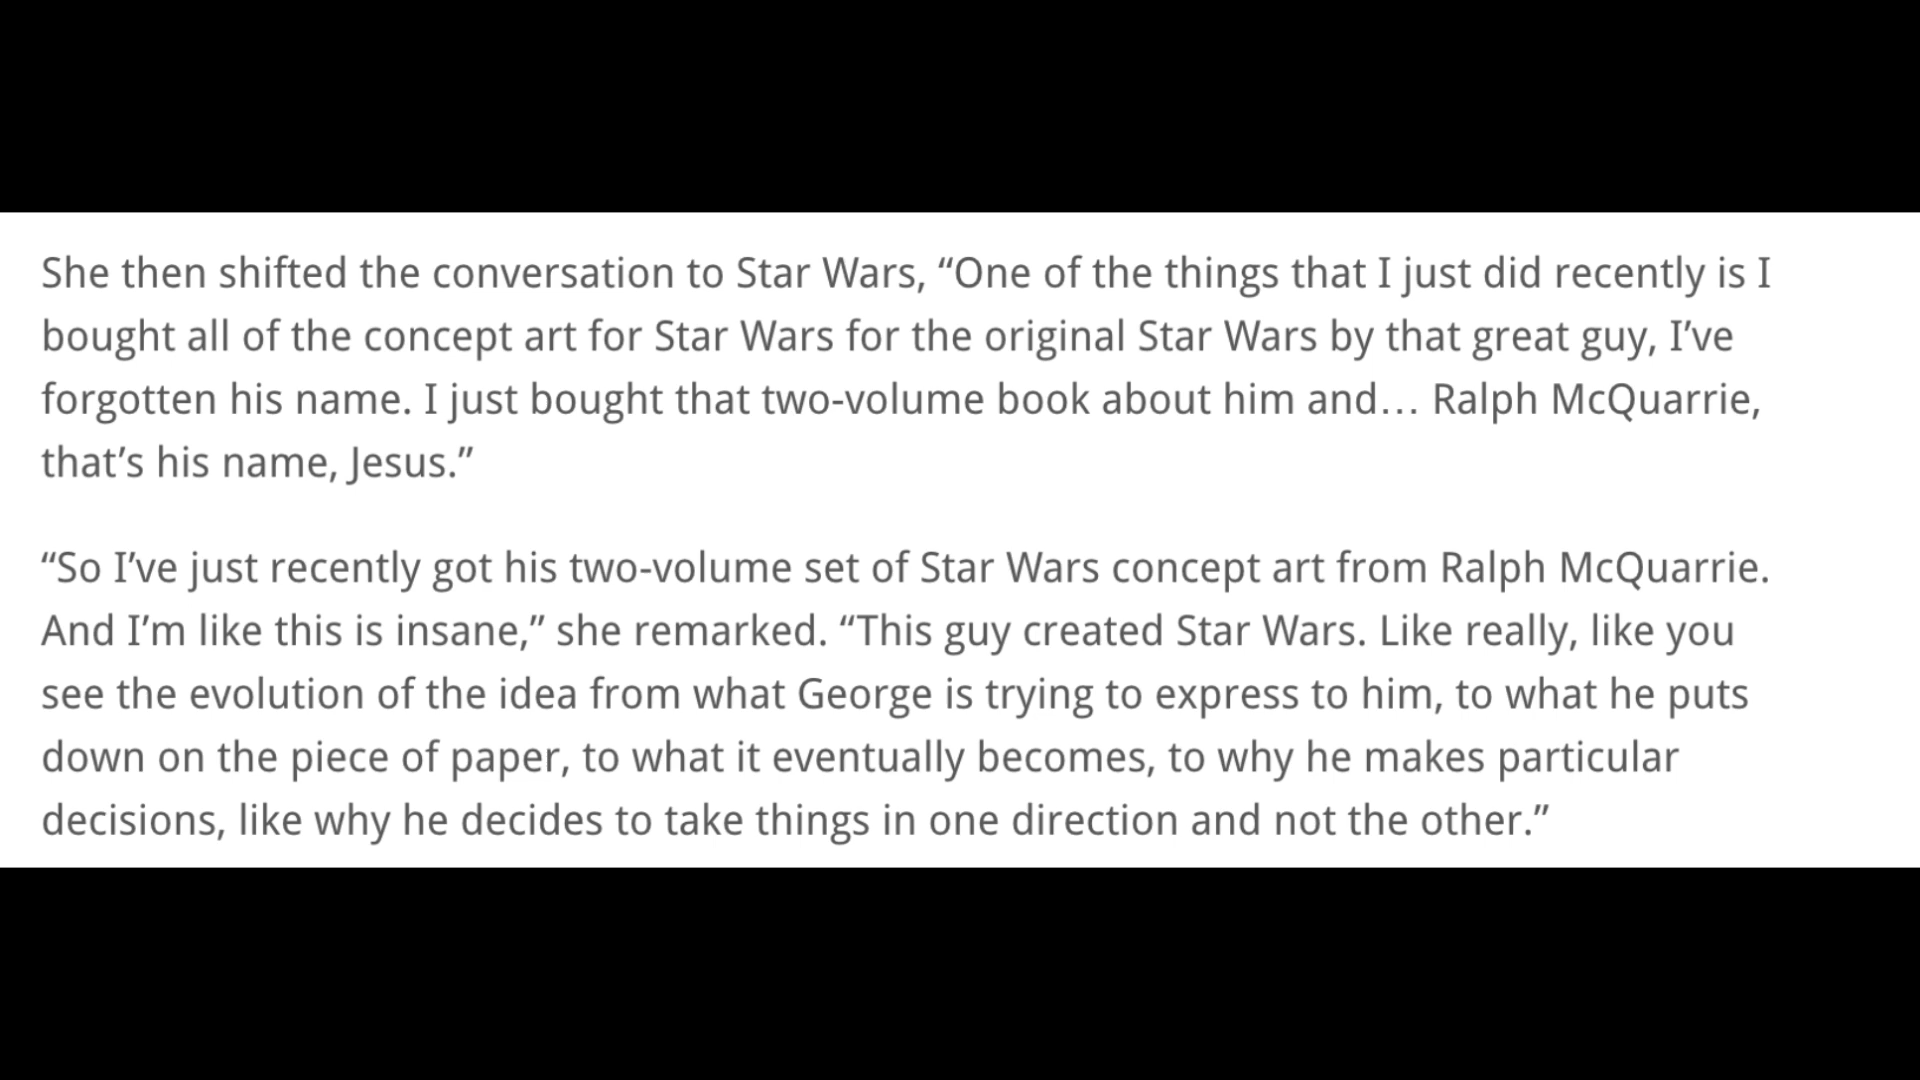 She then shifted the conversation to Star Wars, “One of the things that I just did recently is I
bought all of the concept art for Star Wars for the original Star Wars by that great guy, I’ve
forgotten his name. I just bought that two-volume book about him and… Ralph McQuarrie,
that’s his name, Jesus.”
“So I’ve just recently got his two-volume set of Star Wars concept art from Ralph McQuarrie.
And I’m like this is insane,” she remarked. “This guy created Star Wars. Like really, like you
see the evolution of the idea from what George is trying to express to him, to what he puts
down on the piece of paper, to what it eventually becomes, to why he makes particular
decisions, like why he decides to take things in one direction and not the other.”